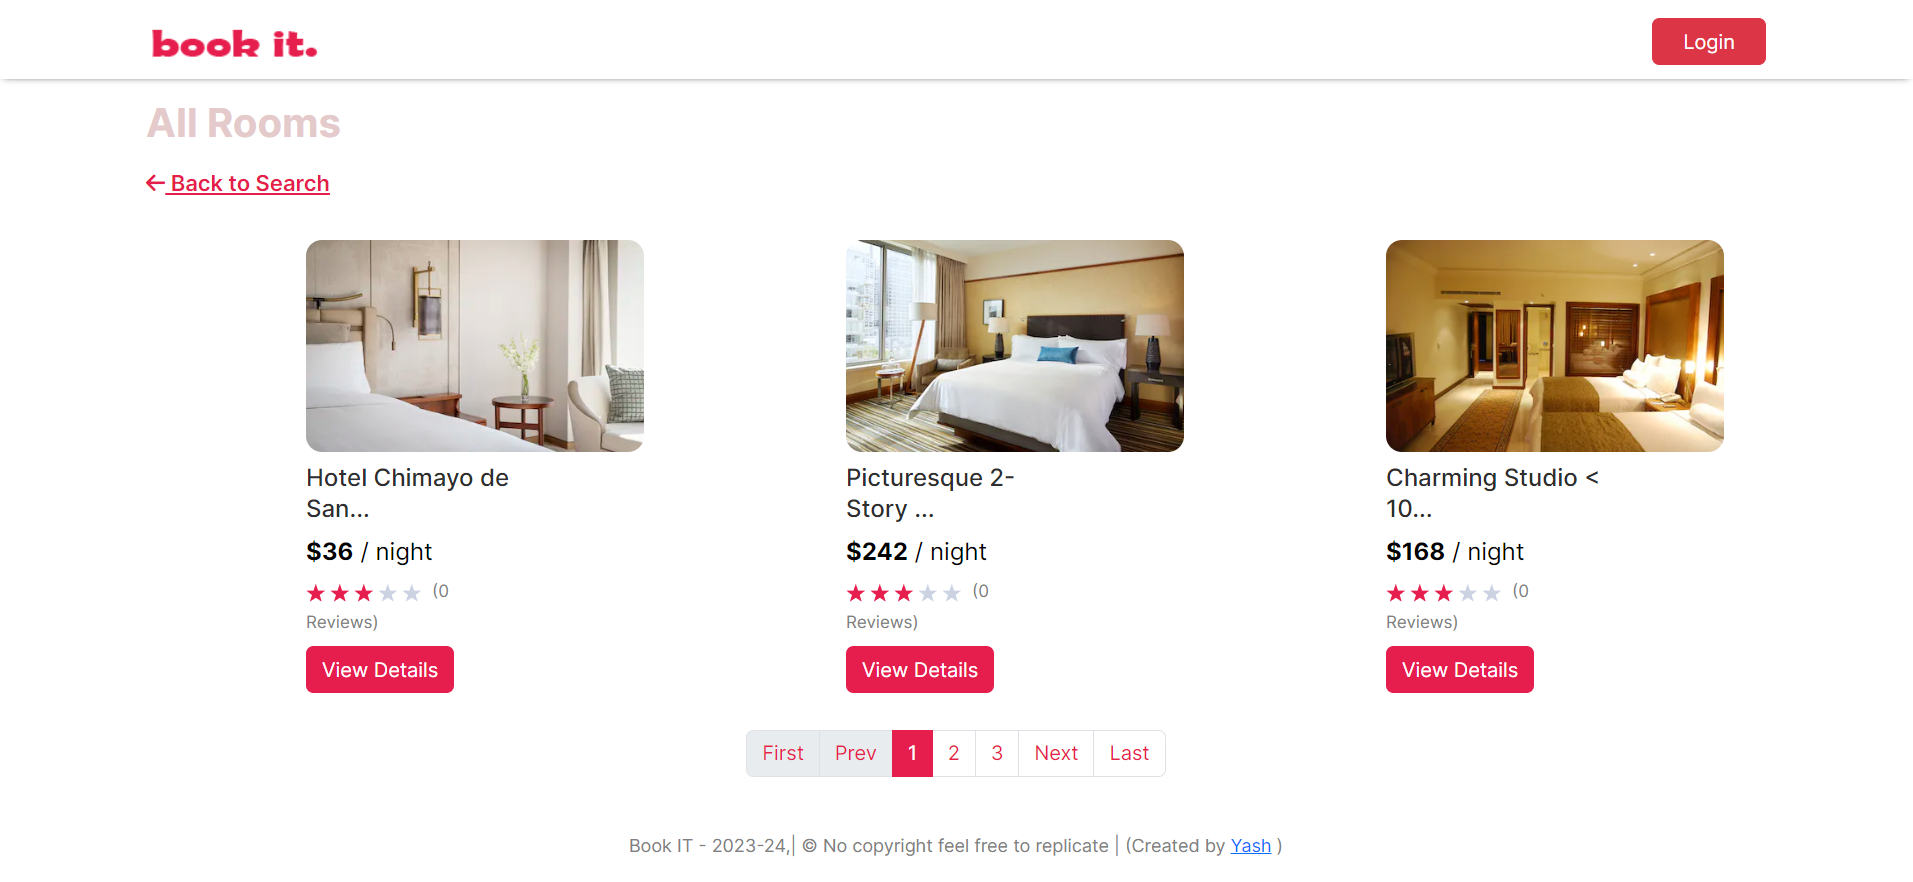 book it.
Login
All Rooms
Back to Search
Hotel Chimayo de
San...
$36 / night
(0
Reviews)
View Details
Picturesque 2-
Story ...
$242 / night
(0
Reviews)
View Details
Charming Studio <
10...
$168 / night
(0
Reviews)
View Details
First Prev 1 2 3 Next Last
Book IT - 2023-24,| © No copyright feel free to replicate | (Created by Yash )